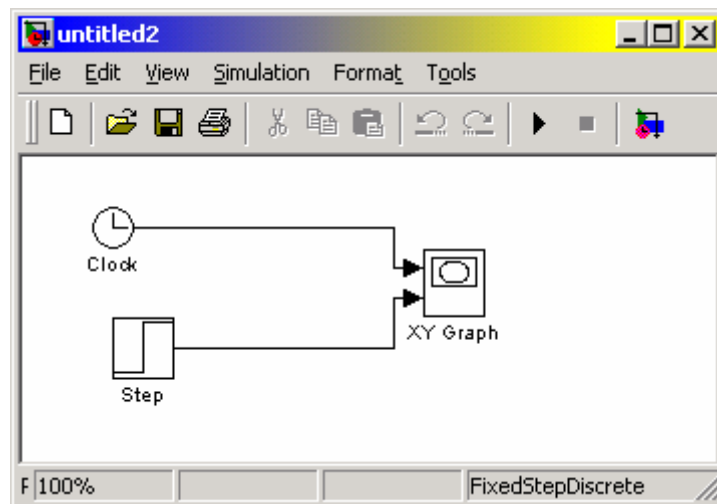 untitled2
File Edit View Simulation Format Tools
Clock
XY Graph
Step
F 100% FixedStepDiscrete